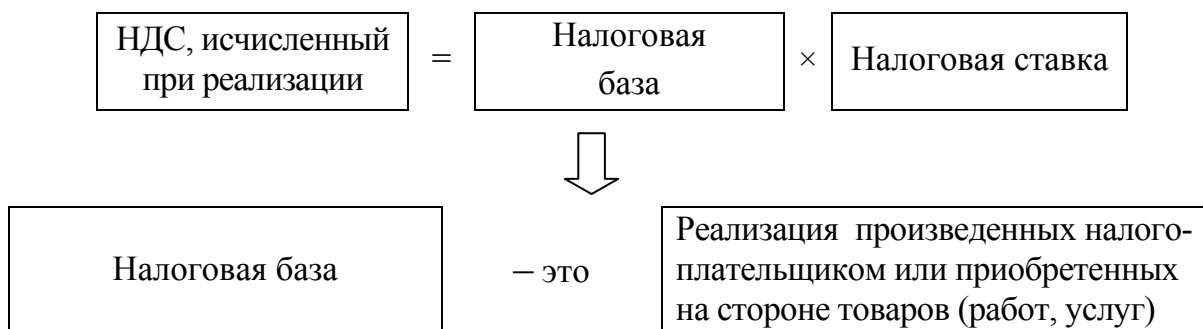 НДС, исчисленный при реализации = Налоговая база × Налоговая ставка
Налоговая база – это Реализация произведенных налого-
плательщиком или приобретенных
на стороне товаров (работ, услуг)